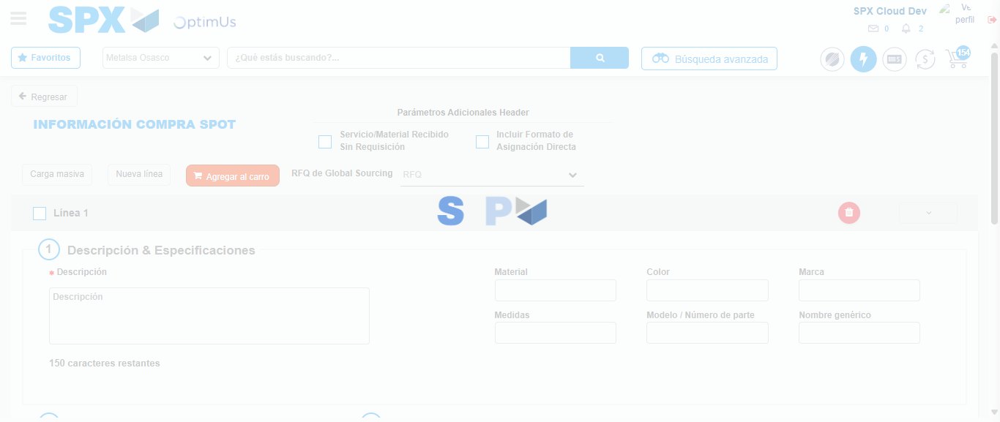 SPX
OptimUs
SPX Cloud Dev
Ve
perfil
0
2
Favoritos
Metalsa Osasco
¿Qué estás buscando?...
Búsqueda avanzada
$
150
Regresar
INFORMACIÓN COMPRA SPOT
Parámetros Adicionales Header
Servicio/Material Recibido
Sin Requisición
Incluir Formato de
Asignación Directa
Carga masiva
Nueva línea
Agregar al carro
RFQ de Global Sourcing
RFQ
Linea 1
S P
1
Descripción & Especificaciones
* Descripción
Material
Color
Marca
Descripción
Medidas
Modelo / Número de parte
Nombre genérico
150 caracteres restantes